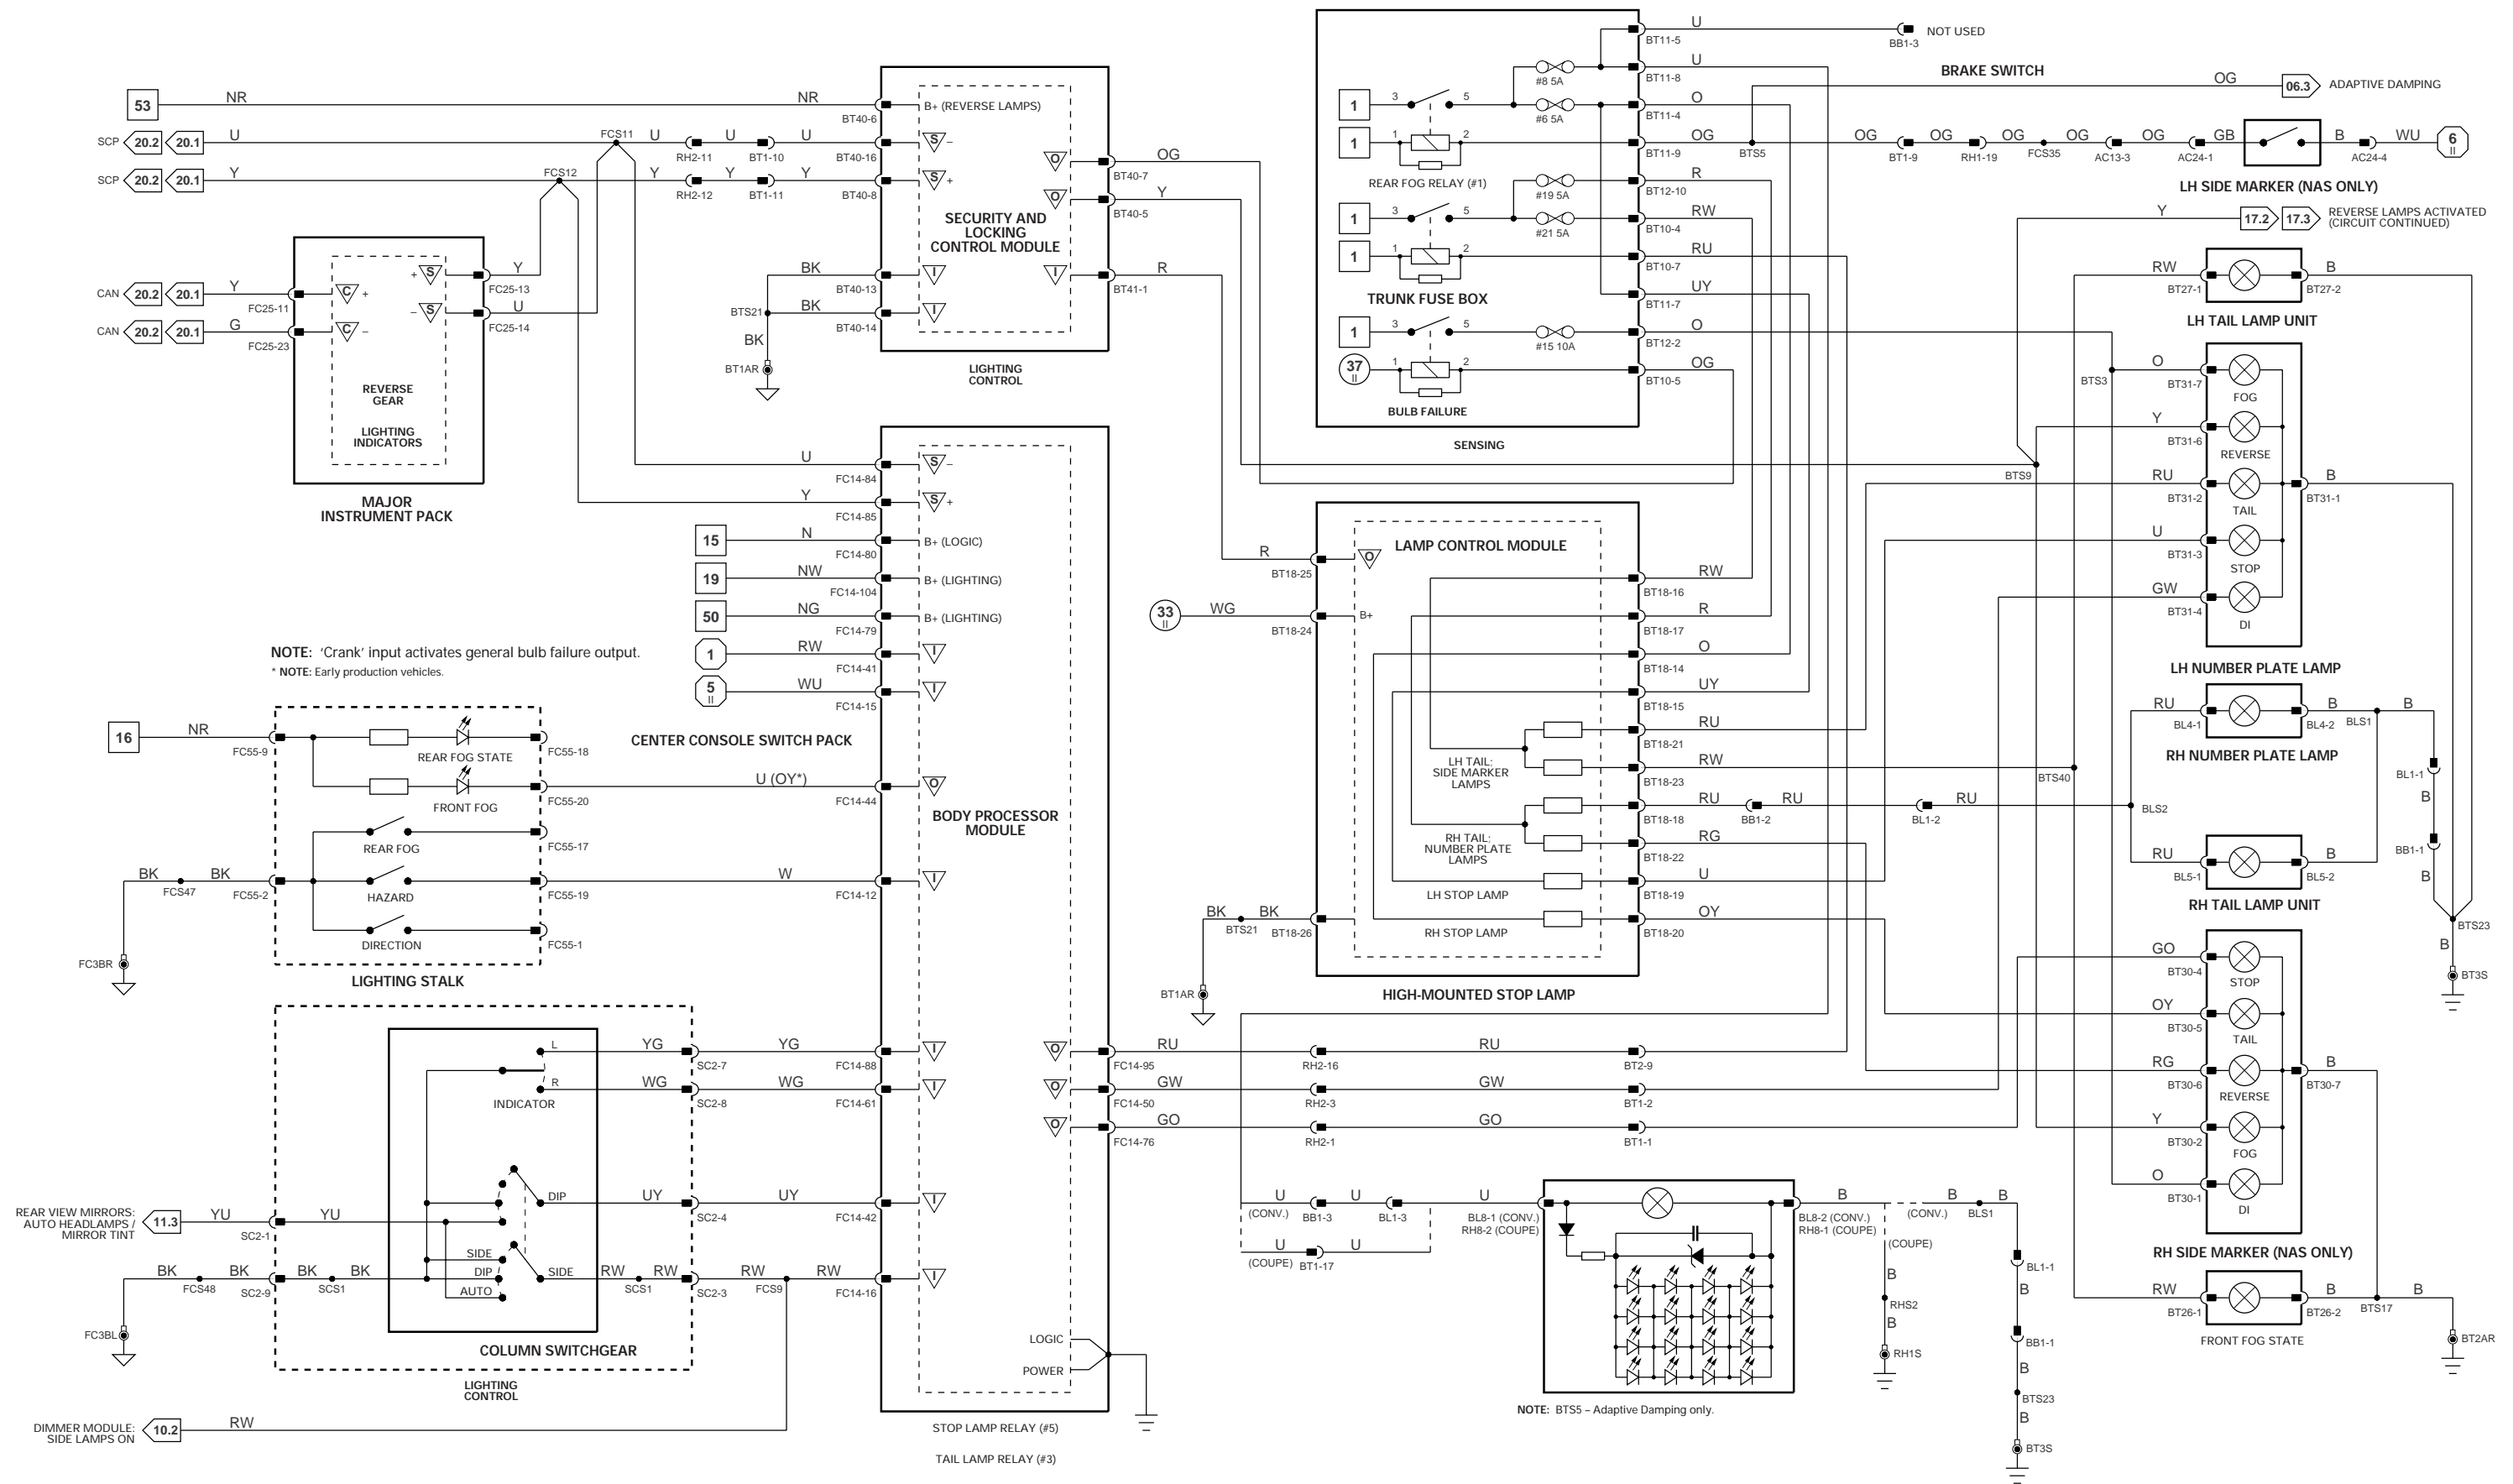 53
NR
NR
B+ (REVERSE LAMPS)
BT40-6
SCP 20.2 20.1
U
FCS11
U
U
U
RH2-11
BT1-10
BT40-16
S –
SCP 20.2 20.1
Y
FCS12
Y
Y
Y
RH2-12
BT1-11
BT40-8
S +
SECURITY AND
LOCKING
CONTROL MODULE
O
OG
BT40-7
O
Y
BT40-5
BK
BT40-13
I
I
R
BT41-1
BTS21
BK
BT40-14
I
BK
BT1AR
LIGHTING
CONTROL
CAN 20.2 20.1
Y
FC25-11
C +
CAN 20.2 20.1
G
FC25-23
C –
+ S
Y
FC25-13
– S
U
FC25-14
REVERSE
GEAR
LIGHTING
INDICATORS
MAJOR
INSTRUMENT PACK
U
BT11-5
BB1-3
NOT USED
#8 5A
U
BT11-8
BRAKE SWITCH
OG
06.3
ADAPTIVE DAMPING
1
3
5
#6 5A
O
BT11-4
1
1
2
OG
BT11-9
BTS5
OG
OG
OG
OG
OG
GB
B
WU
6
II
BT1-9
RH1-19
FCS35
AC13-3
AC24-1
AC24-4
REAR FOG RELAY (#1)
LH SIDE MARKER (NAS ONLY)
#19 5A
R
BT12-10
1
3
5
#21 5A
RW
BT10-4
Y
17.2 17.3
REVERSE LAMPS ACTIVATED
(CIRCUIT CONTINUED)
1
1
2
RU
BT10-7
TRUNK FUSE BOX
UY
BT11-7
1
3
5
#15 10A
O
BT12-2
37
II
1
2
OG
BT10-5
BULB FAILURE
SENSING
RW
BT27-1
B
BT27-2
LH TAIL LAMP UNIT
BTS3
O
BT31-7
FOG
Y
BT31-6
REVERSE
BTS9
RU
BT31-2
TAIL
B
BT31-1
U
BT31-3
STOP
GW
BT31-4
DI
U
FC14-84
S –
Y
FC14-85
S +
15
N
FC14-80
B+ (LOGIC)
19
NW
FC14-104
B+ (LIGHTING)
50
NG
FC14-79
B+ (LIGHTING)
1
RW
FC14-41
I
5
II
WU
FC14-15
I
LAMP CONTROL MODULE
R
BT18-25
O
33
II
WG
BT18-24
B+
RW
BT18-16
R
BT18-17
O
BT18-14
UY
BT18-15
RU
BT18-21
LH TAIL;
SIDE MARKER
LAMPS
RW
BT18-23
BTS40
RU
BT18-18
RU
BB1-2
RU
BL1-2
BLS2
RH TAIL;
NUMBER PLATE
LAMPS
RG
BT18-22
LH STOP LAMP
U
BT18-19
RH STOP LAMP
OY
BT18-20
BK
BTS21
BK
BT18-26
BT1AR
HIGH-MOUNTED STOP LAMP
NOTE: ‘Crank’ input activates general bulb failure output.
* NOTE: Early production vehicles.
16
NR
FC55-9
REAR FOG STATE
FC55-18
CENTER CONSOLE SWITCH PACK
FRONT FOG
FC55-20
U (OY*)
FC14-44
O
BODY PROCESSOR
MODULE
REAR FOG
FC55-17
BK
FCS47
BK
FC55-2
HAZARD
FC55-19
W
FC14-12
I
DIRECTION
FC55-1
FC3BR
LIGHTING STALK
LH NUMBER PLATE LAMP
RU
BL4-1
B
BL4-2
BLS1
B
RH NUMBER PLATE LAMP
BL1-1
B
BB1-1
B
RU
BL5-1
B
BL5-2
RH TAIL LAMP UNIT
BTS23
B
BT3S
GO
BT30-4
STOP
OY
BT30-5
TAIL
RG
BT30-6
REVERSE
B
BT30-7
Y
BT30-2
FOG
O
BT30-1
DI
RH SIDE MARKER (NAS ONLY)
RW
BT26-1
B
BT26-2
BTS17
B
BT2AR
FRONT FOG STATE
L
YG
SC2-7
YG
FC14-88
I
R
WG
SC2-8
WG
FC14-61
I
INDICATOR
O
RU
FC14-95
RH2-16
RU
BT2-9
O
GW
FC14-50
RH2-3
GW
BT1-2
O
GO
FC14-76
RH2-1
GO
BT1-1
DIP
UY
SC2-4
UY
FC14-42
I
REAR VIEW MIRRORS:
AUTO HEADLAMPS /
MIRROR TINT
11.3
YU
SC2-1
YU
SIDE
DIP
AUTO
SIDE
BK
FCS48
BK
SC2-9
BK
SCS1
BK
RW
SCS1
RW
SC2-3
RW
FCS9
RW
FC14-16
I
FC3BL
COLUMN SWITCHGEAR
LIGHTING
CONTROL
DIMMER MODULE:
SIDE LAMPS ON
10.2
RW
LOGIC
POWER
STOP LAMP RELAY (#5)
TAIL LAMP RELAY (#3)
U
(CONV.)
BB1-3
U
BL1-3
U
BL8-1 (CONV.)
RH8-2 (COUPE)
U
(COUPE)
BT1-17
U
BL8-2 (CONV.)
RH8-1 (COUPE)
B
(CONV.)
B
BLS1
B
(COUPE)
B
RHS2
B
RH1S
BL1-1
B
BB1-1
B
BTS23
B
BT3S
NOTE: BTS5 – Adaptive Damping only.